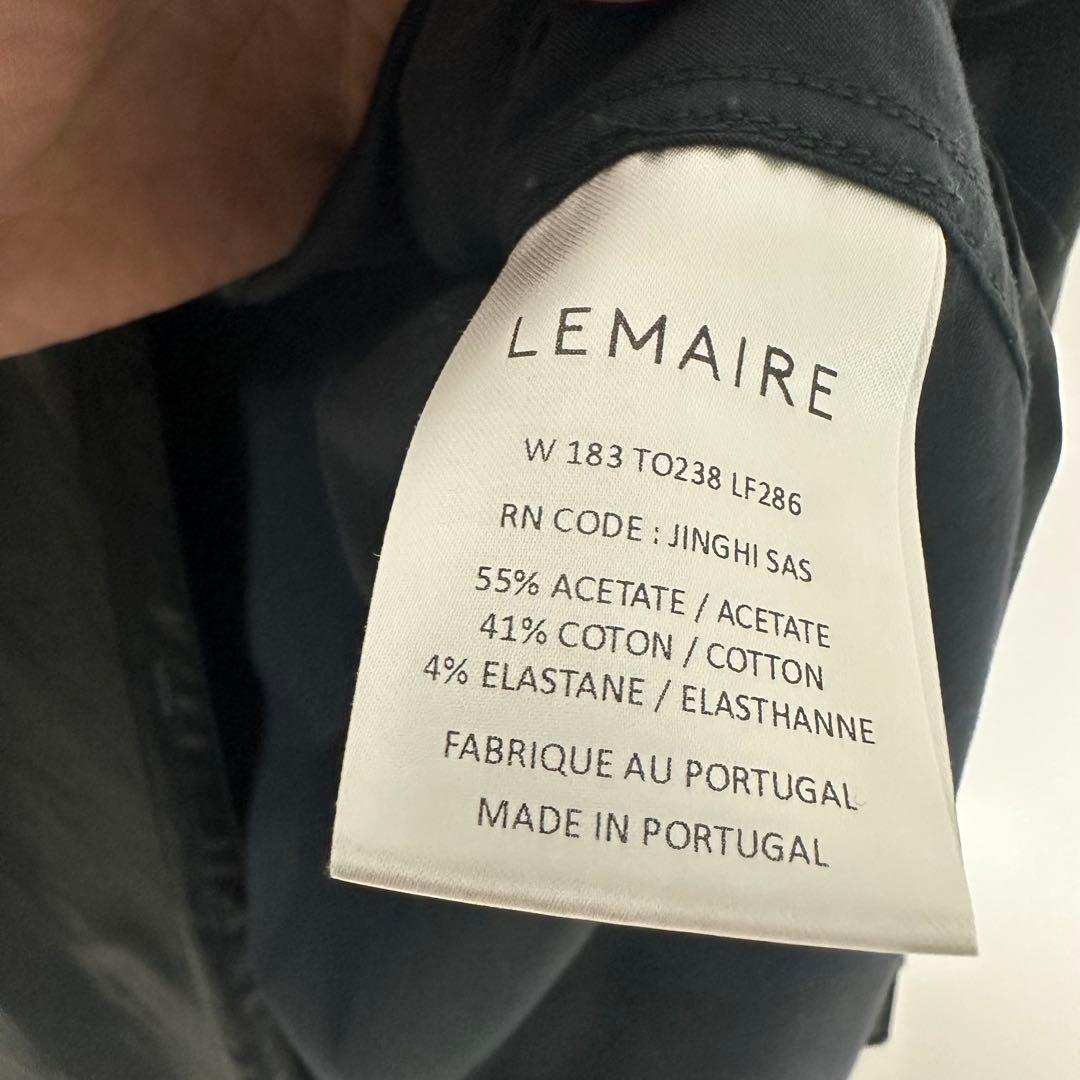 LEMAIRE
W 183 TO238 LF286
RN CODE : JINGHI SAS
55% ACETATE / ACETATE
41% COTON / COTTON
4% ELASTANE / ELASTHANNE
FABRIQUE AU PORTUGAL
MADE IN PORTUGAL